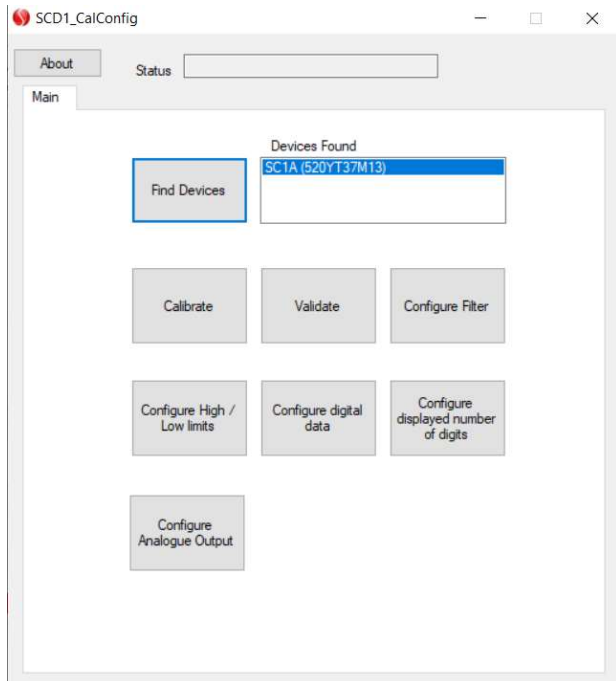 SCD1_CalConfig
About
Status
Main
Devices Found
SC1A (520YT37M13)
Find Devices
Calibrate
Validate
Configure Filter
Configure High /
Low limits
Configure digital
data
Configure
displayed number
of digits
Configure
Analogue Output